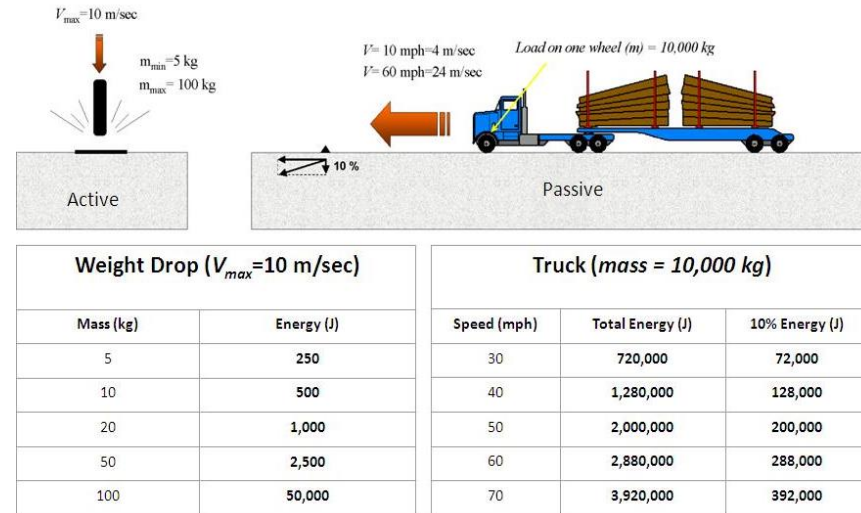 Vmax=10 m/sec
mmin=5 kg
mmax= 100 kg
V= 10 mph=4 m/sec
V= 60 mph=24 m/sec
Load on one wheel (m) = 10,000 kg
10 %
Active
Passive
Weight Drop (Vmax=10 m/sec)
Mass (kg) Energy (J)
5 250
10 500
20 1,000
50 2,500
100 50,000
Truck (mass = 10,000 kg)
Speed (mph) Total Energy (J) 10% Energy (J)
30 720,000 72,000
40 1,280,000 128,000
50 2,000,000 200,000
60 2,880,000 288,000
70 3,920,000 392,000